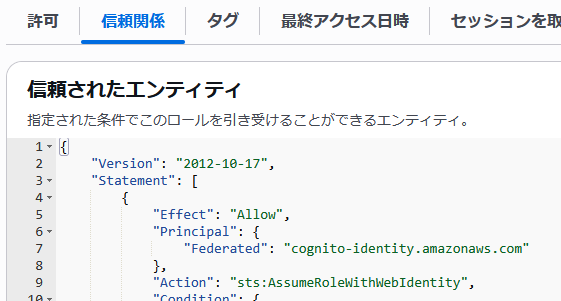 許可 信頼関係 タグ 最終アクセス日時 セッションを取
信頼されたエンティティ
指定された条件でこのロールを引き受けることができるエンティティ。
1 {
2 "Version": "2012-10-17",
3 "Statement": [
4 {
5 "Effect": "Allow",
6 "Principal": {
7 "Federated": "cognito-identity.amazonaws.com"
8 },
9 "Action": "sts:AssumeRoleWithWebIdentity",
10 "Condition": {